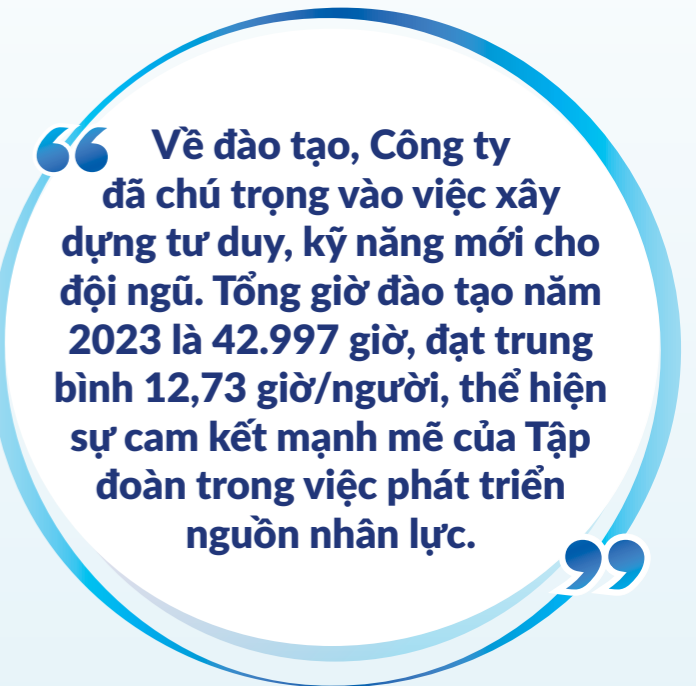 “ Về đào tạo, Công ty
đã chú trọng vào việc xây
dựng tư duy, kỹ năng mới cho
đội ngũ. Tổng giờ đào tạo năm
2023 là 42.997 giờ, đạt trung
bình 12,73 giờ/người, thể hiện
sự cam kết mạnh mẽ của Tập
đoàn trong việc phát triển
nguồn nhân lực.
”